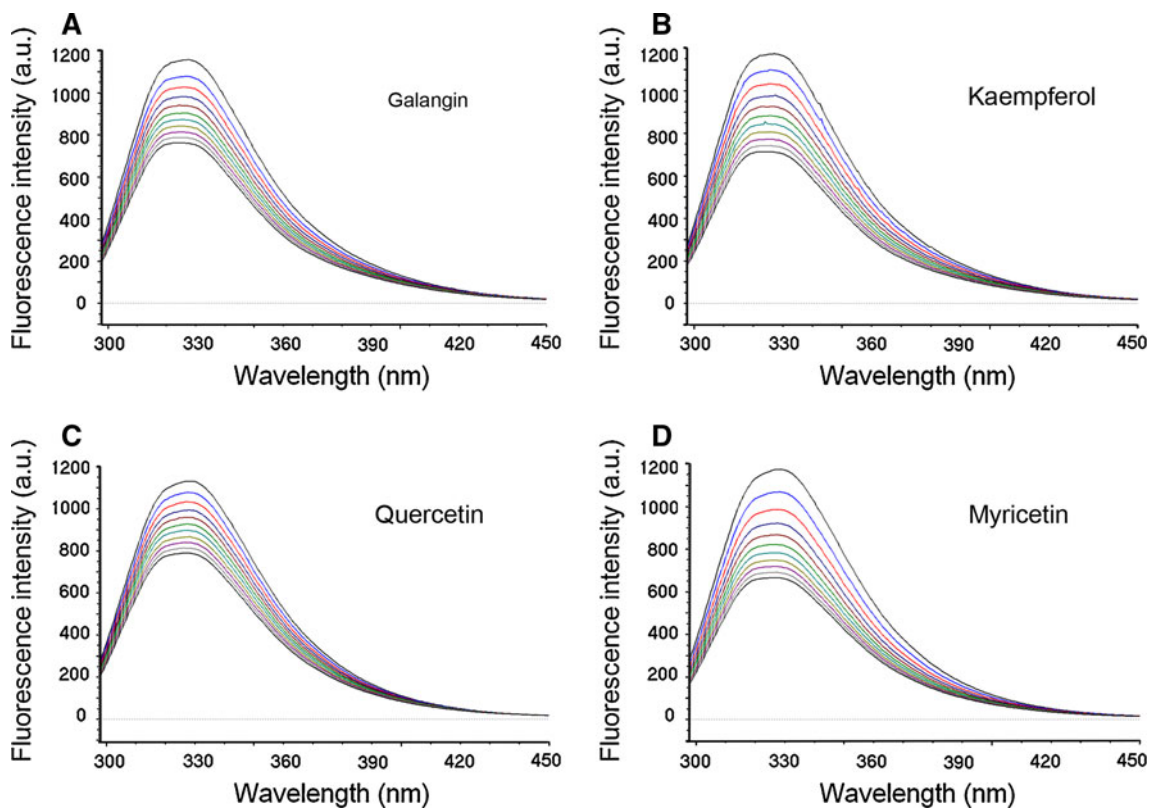 A
Fluorescence intensity (a.u.)
1200
1000
800
600
400
200
0
Galangin
300 330 360 390 420 450
Wavelength (nm)
B
Fluorescence intensity (a.u.)
1200
1000
800
600
400
200
0
Kaempferol
300 330 360 390 420 450
Wavelength (nm)
C
Fluorescence intensity (a.u.)
1200
1000
800
600
400
200
0
Quercetin
300 330 360 390 420 450
Wavelength (nm)
D
Fluorescence intensity (a.u.)
1200
1000
800
600
400
200
0
Myricetin
300 330 360 390 420 450
Wavelength (nm)